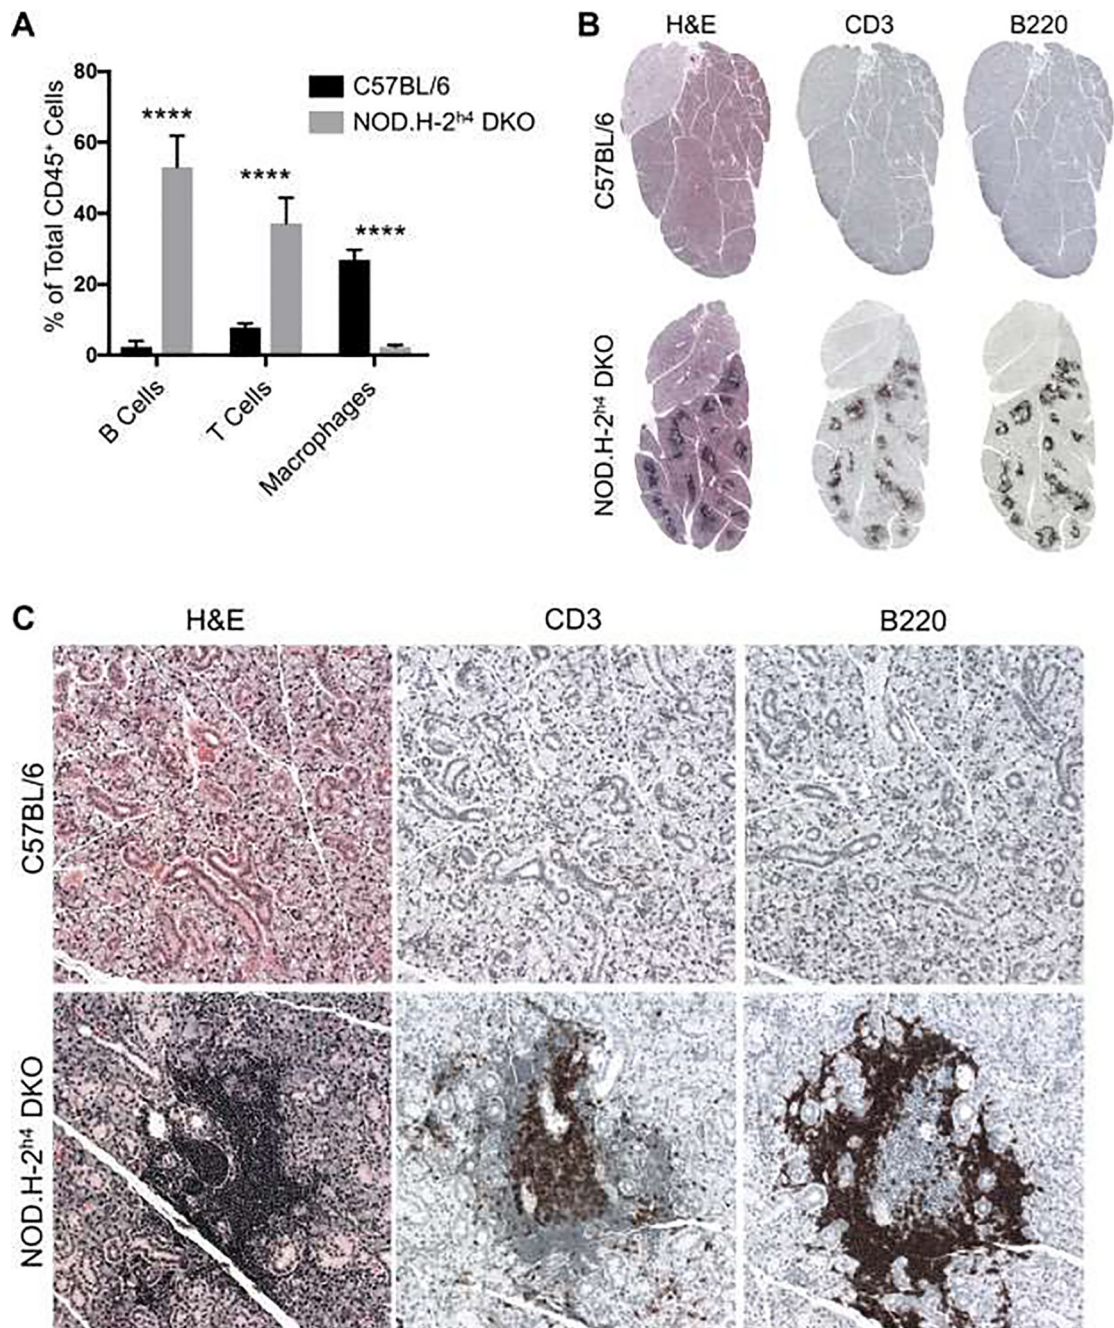 A
% of Total CD45⁺ Cells
80
60
40
20
0
****
****
****
C57BL/6
NOD.H-2ʰ⁴ DKO
B Cells
T Cells
Macrophages
B
H&E
CD3
B220
C57BL/6
NOD.H-2ʰ⁴ DKO
C
H&E
CD3
B220
C57BL/6
NOD.H-2ʰ⁴ DKO